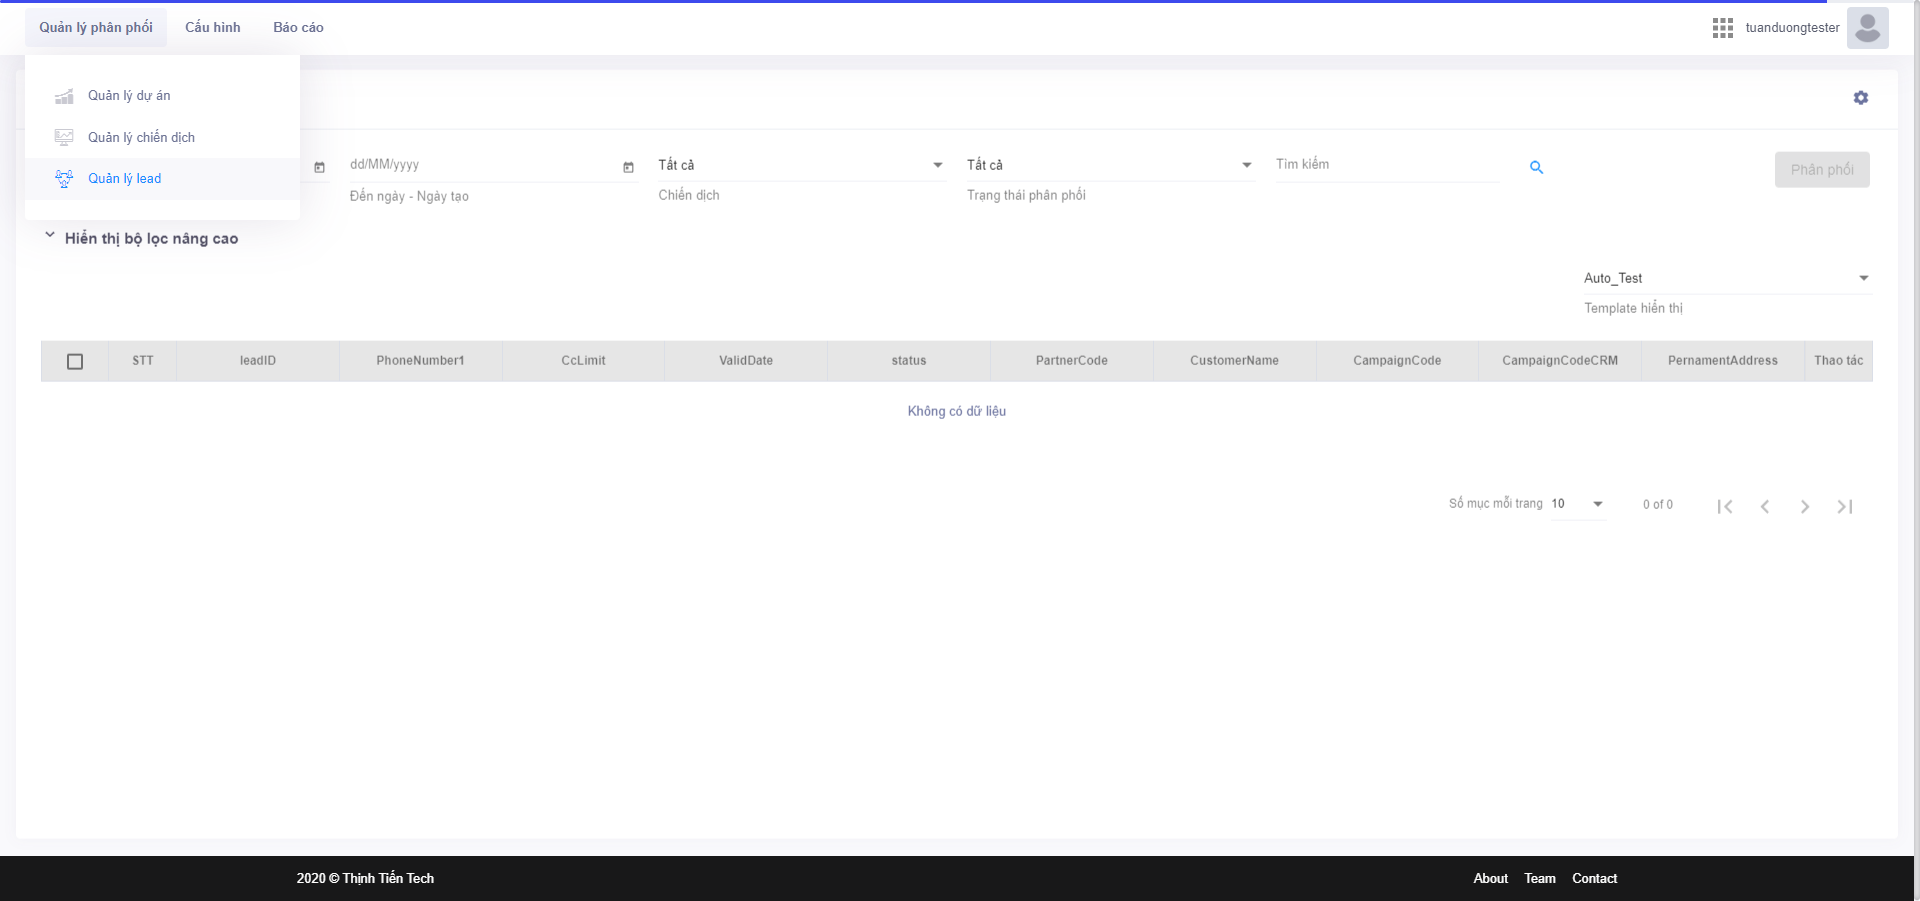 Quản lý phân phối Cấu hình Báo cáo tuanduongtester
Quản lý dự án
Quản lý chiến dịch
Quản lý lead
dd/MM/yyyy Tất cả Tất cả Tìm kiếm Phân phối
Đến ngày - Ngày tạo Chiến dịch Trạng thái phân phối
Hiển thị bộ lọc nâng cao
Auto_Test
Template hiển thị
STT leadID PhoneNumber1 CcLimit ValidDate status PartnerCode CustomerName CampaignCode CampaignCodeCRM PernamentAddress Thao tác
Không có dữ liệu
Số mục mỗi trang 10 0 of 0
2020 © Thịnh Tiến Tech About Team Contact